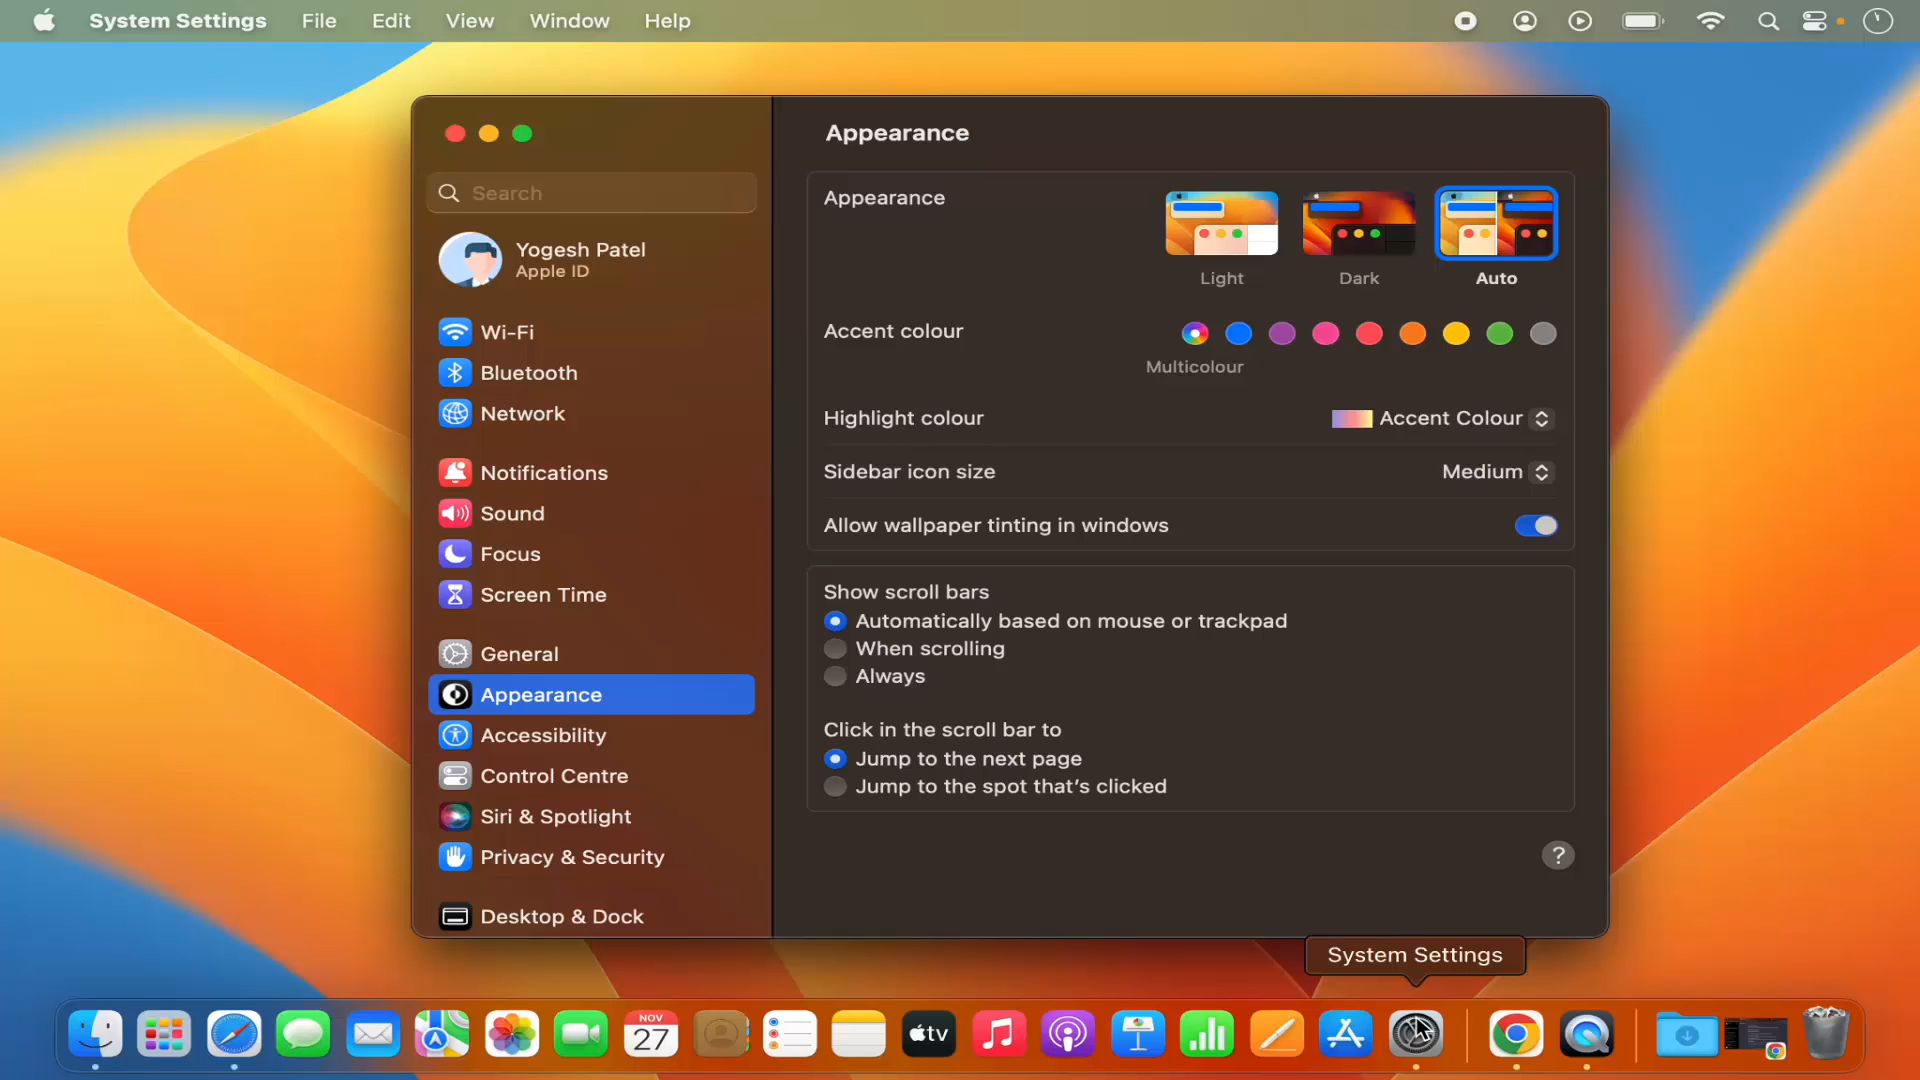 System Settings File Edit View Window Help
Search
Yogesh Patel
Apple ID
Wi-Fi
Bluetooth
Network
Notifications
Sound
Focus
Screen Time
General
Appearance
Accessibility
Control Centre
Siri & Spotlight
Privacy & Security
Desktop & Dock
Appearance
Appearance
Light Dark Auto
Accent colour
Multicolour
Highlight colour Accent Colour
Sidebar icon size Medium
Allow wallpaper tinting in windows
Show scroll bars
Automatically based on mouse or trackpad
When scrolling
Always
Click in the scroll bar to
Jump to the next page
Jump to the spot that's clicked
?
System Settings
NOV
27
tv